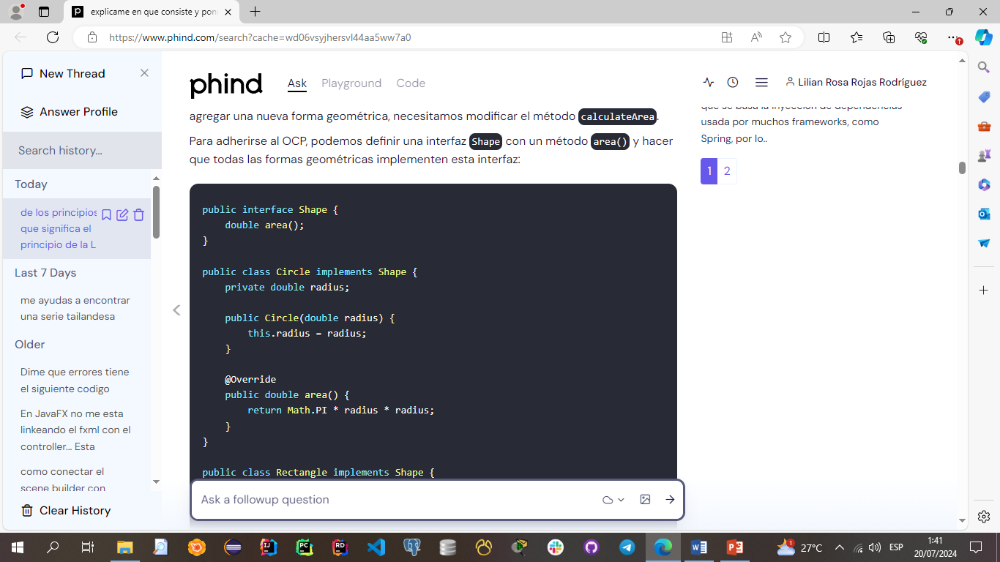 explicame en que consiste y pon
https://www.phind.com/search?cache=wd06vsyjhersvl44aa5ww7a0
New Thread
Answer Profile
Search history...
Today
de los principios
que significa el
principio de la L
Last 7 Days
me ayudas a encontrar
una serie tailandesa
Older
Dime que errores tiene
el siguiente codigo
En JavaFX no me esta
linkeando el fxml con el
controller... Esta
como conectar el
scene builder con
Clear History
phind
Ask Playground Code
Lilian Rosa Rojas Rodríguez
agregar una nueva forma geométrica, necesitamos modificar el método calculateArea.
Para adherirse al OCP, podemos definir una interfaz Shape con un método area() y hacer
que todas las formas geométricas implementen esta interfaz:
public interface Shape {
    double area();
}
public class Circle implements Shape {
    private double radius;
    public Circle(double radius) {
        this.radius = radius;
    }
    @Override
    public double area() {
        return Math.PI * radius * radius;
    }
}
public class Rectangle implements Shape {
Ask a followup question
que se basa la inyección de dependencias
usada por muchos frameworks, como
Spring, por lo..
1 2
27°C
ESP
1:41
20/07/2024